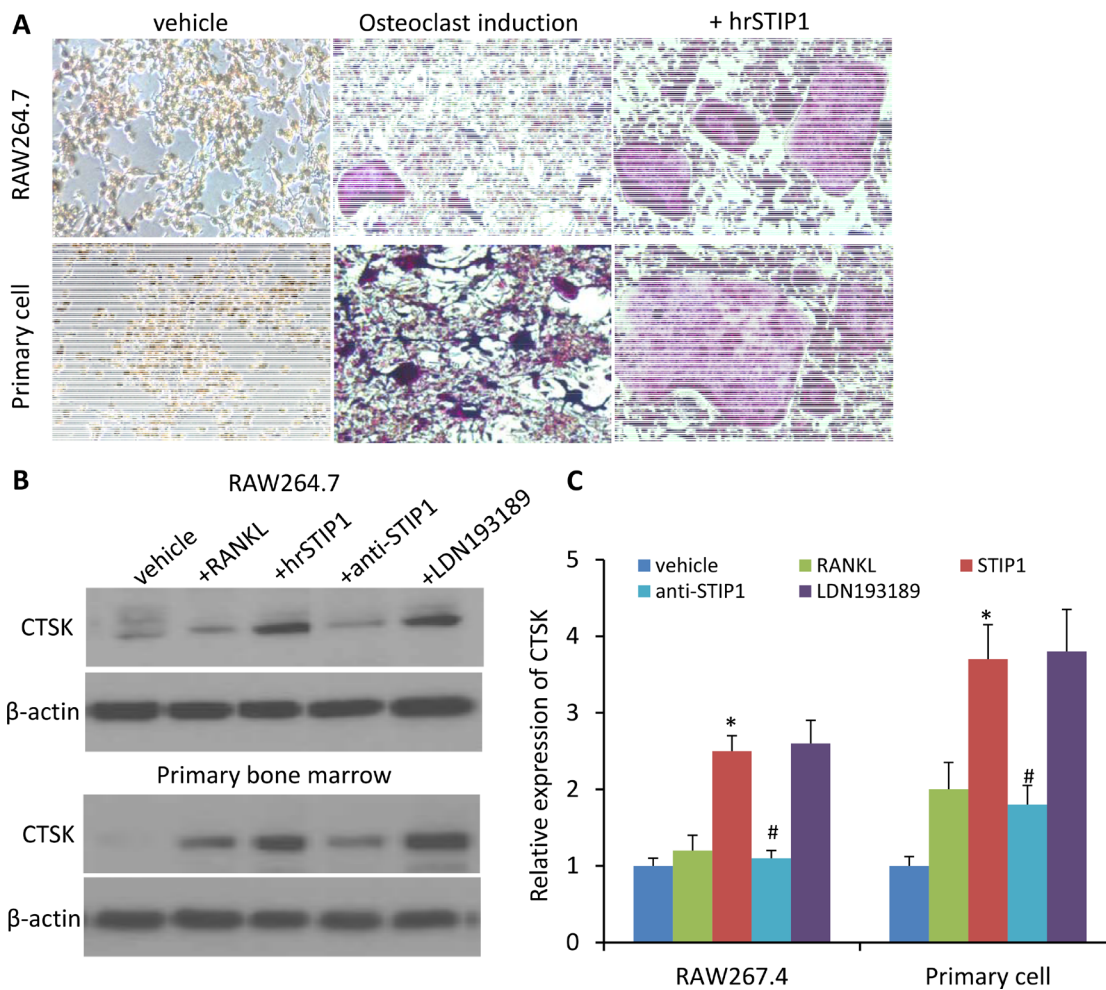 A
vehicle
Osteoclast induction
+ hrSTIP1
RAW264.7
Primary cell
B
RAW264.7
vehicle
+RANKL
+hrSTIP1
+anti-STIP1
+LDN193189
CTSK
β-actin
Primary bone marrow
CTSK
β-actin
C
Relative expression of CTSK
5
4
3
2
1
0
vehicle
RANKL
STIP1
anti-STIP1
LDN193189
*
#
*
#
RAW267.4
Primary cell